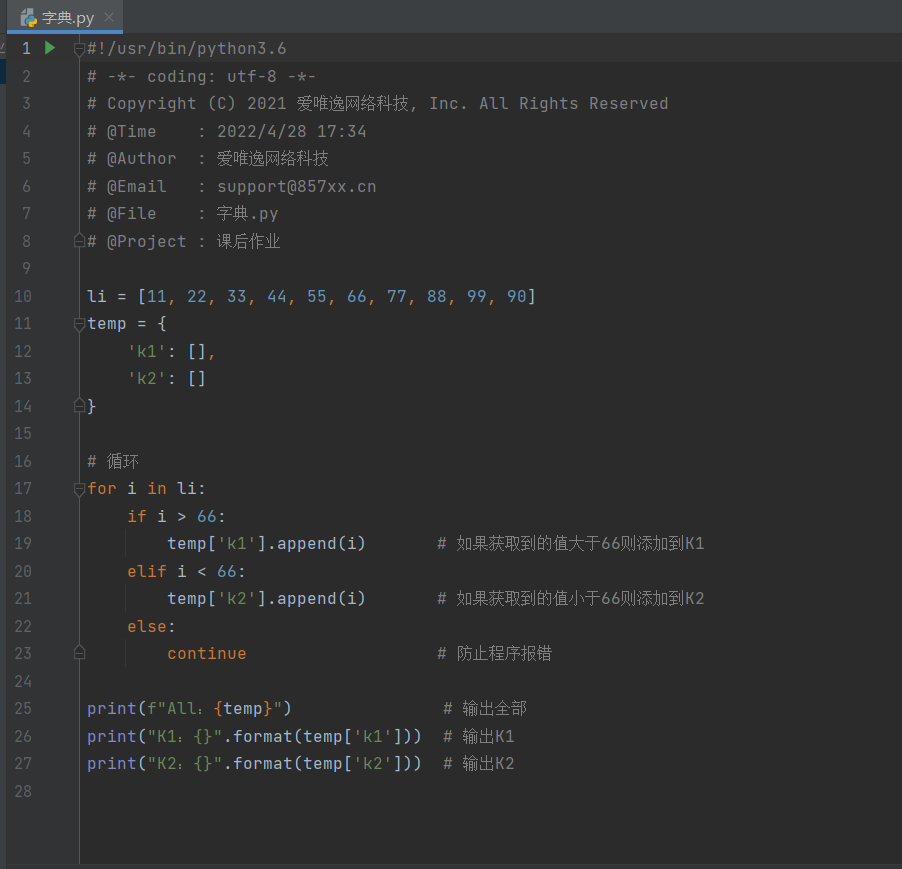 字典.py
1 #!/usr/bin/python3.6
2 # -*- coding: utf-8 -*-
3 # Copyright (C) 2021 爱唯逸网络科技, Inc. All Rights Reserved
4 # @Time    : 2022/4/28 17:34
5 # @Author  : 爱唯逸网络科技
6 # @Email   : support@857xx.cn
7 # @File    : 字典.py
8 # @Project : 课后作业
9
10 li = [11, 22, 33, 44, 55, 66, 77, 88, 99, 90]
11 temp = {
12     'k1': [],
13     'k2': []
14 }
15
16 # 循环
17 for i in li:
18     if i > 66:
19         temp['k1'].append(i)       # 如果获取到的值大于66则添加到K1
20     elif i < 66:
21         temp['k2'].append(i)       # 如果获取到的值小于66则添加到K2
22     else:
23         continue                   # 防止程序报错
24
25 print(f"All：{temp}")               # 输出全部
26 print("K1：{}".format(temp['k1']))  # 输出K1
27 print("K2：{}".format(temp['k2']))  # 输出K2
28